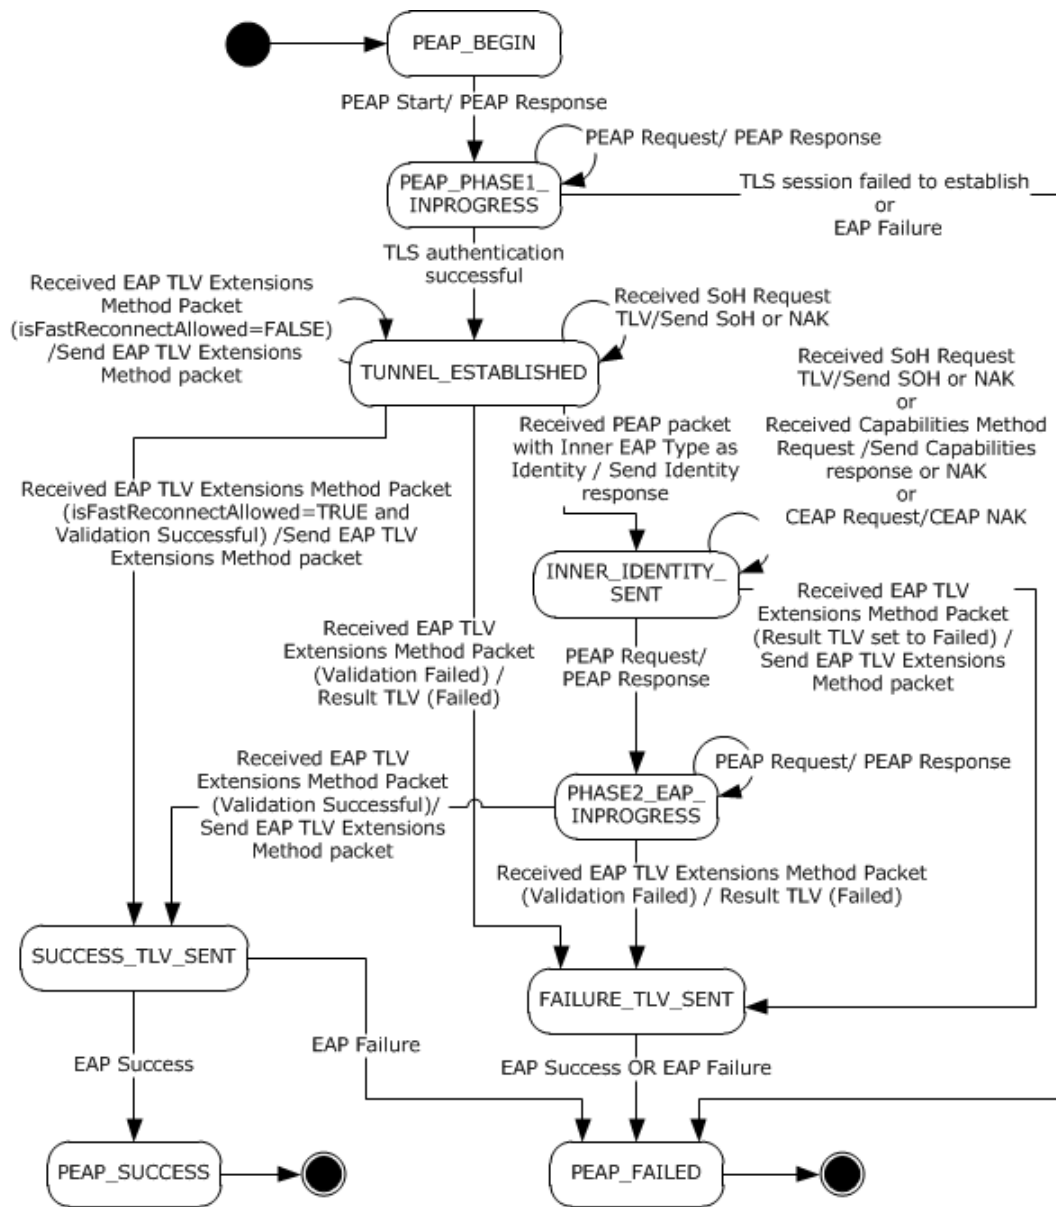 PEAP_BEGIN
PEAP Start/ PEAP Response
PEAP Request/ PEAP Response
PEAP_PHASE1_
INPROGRESS
TLS session failed to establish
or
EAP Failure
TLS authentication
successful
Received EAP TLV Extensions
Method Packet
(isFastReconnectAllowed=FALSE)
/Send EAP TLV Extensions
Method packet
Received SoH Request
TLV/Send SoH or NAK
TUNNEL_ESTABLISHED
Received SoH Request
TLV/Send SOH or NAK
or
Received Capabilities Method
Request /Send Capabilities
response or NAK
or
CEAP Request/CEAP NAK
Received PEAP packet
with Inner EAP Type as
Identity / Send Identity
response
Received EAP TLV Extensions Method Packet
(isFastReconnectAllowed=TRUE and
Validation Successful) /Send EAP TLV
Extensions Method packet
INNER_IDENTITY_
SENT
Received EAP TLV
Extensions Method Packet
(Result TLV set to Failed) /
Send EAP TLV Extensions
Method packet
Received EAP TLV
Extensions Method Packet
(Validation Failed) /
Result TLV (Failed)
PEAP Request/
PEAP Response
Received EAP TLV
Extensions Method Packet
(Validation Successful)/
Send EAP TLV Extensions
Method packet
PEAP Request/ PEAP Response
PHASE2_EAP_
INPROGRESS
Received EAP TLV Extensions Method Packet
(Validation Failed) / Result TLV (Failed)
SUCCESS_TLV_SENT
FAILURE_TLV_SENT
EAP Success
EAP Failure
EAP Success OR EAP Failure
PEAP_SUCCESS
PEAP_FAILED